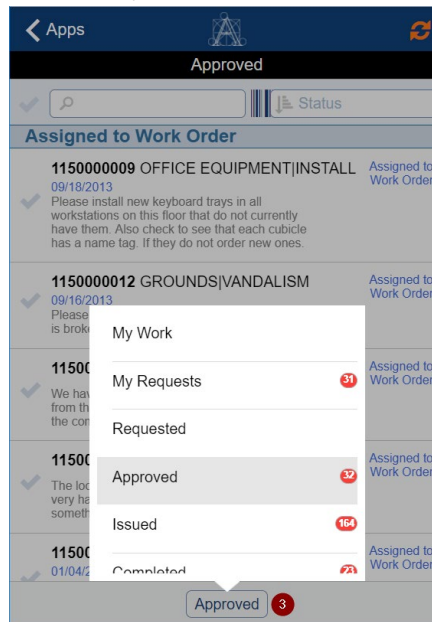 Apps
Approved
Status
Assigned to Work Order
1150000009 OFFICE EQUIPMENT|INSTALL
Assigned to
Work Order
09/18/2013
Please install new keyboard trays in all
workstations on this floor that do not currently
have them. Also check to see that each cubicle
has a name tag. If they do not order new ones.
1150000012 GROUNDS|VANDALISM
Assigned to
Work Order
09/16/2013
Please
is broke
My Work
1150
Assigned to
Work Order
We hav
from th
the con
My Requests 31
Requested
1150
Assigned to
Work Order
The loc
very ha
someth
Approved 32
Issued 164
1150
Assigned to
Work Order
01/04/2
Completed 73
Approved 3